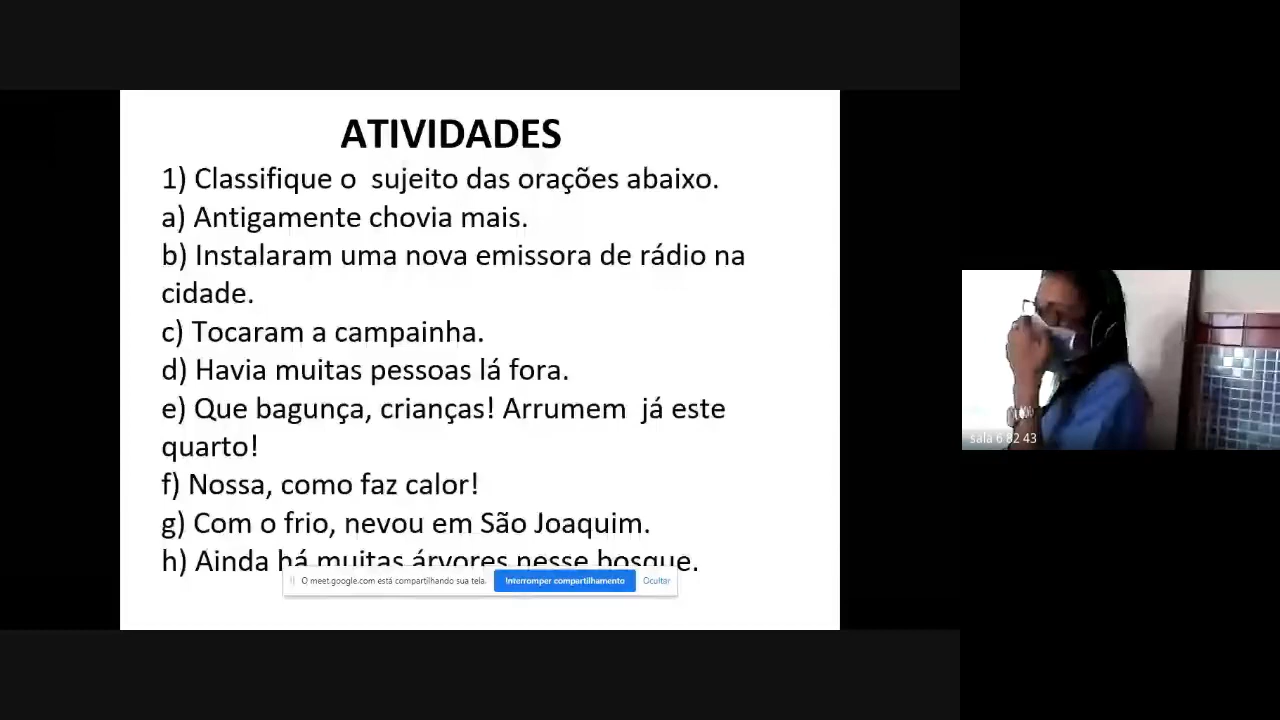 ATIVIDADES
1) Classifique o  sujeito das orações abaixo.
a) Antigamente chovia mais.
b) Instalaram uma nova emissora de rádio na
cidade.
c) Tocaram a campainha.
d) Havia muitas pessoas lá fora.
e) Que bagunça, crianças! Arrumem  já este
quarto!
f) Nossa, como faz calor!
g) Com o frio, nevou em São Joaquim.
h) Ainda há muitas árvores nesse bosque.
O meet.google.com está compartilhando sua tela. Interromper compartilhamento Ocultar
sala 6 82 43